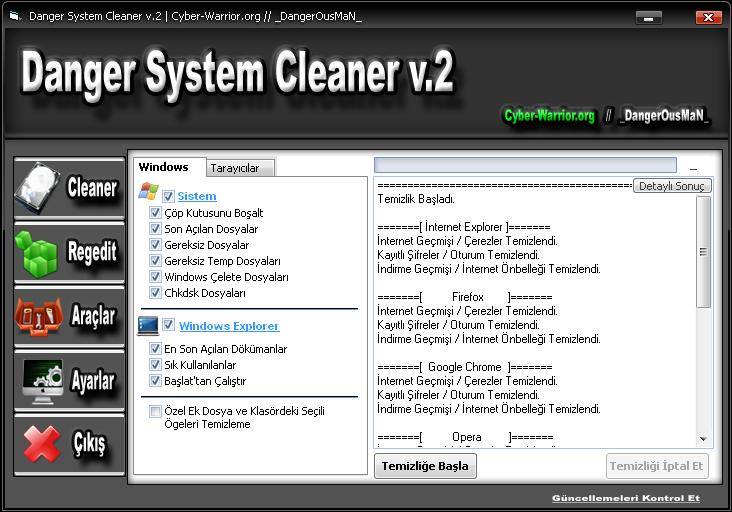 Danger System Cleaner v.2 | Cyber-Warrior.org // _DangerOusMaN_
Danger System Cleaner v.2
Cyber-Warrior.org // _DangerOusMaN_
Cleaner
Regedit
Araçlar
Ayarlar
Çıkış
Windows
Tarayıcılar
Sistem
Çöp Kutusunu Boşalt
Son Açılan Dosyalar
Gereksiz Dosyalar
Gereksiz Temp Dosyaları
Windows Çelete Dosyaları
Chkdsk Dosyaları
Windows Explorer
En Son Açılan Dökümanlar
Sık Kullanılanlar
Başlat'tan Çalıştır
Özel Ek Dosya ve Klasördeki Seçili
Ögeleri Temizleme
Detaylı Sonuç
==========================================
Temizlik Başladı.
=======[ İnternet Explorer ]=======
İnternet Geçmişi / Çerezler Temizlendi.
Kayıtlı Şifreler / Oturum Temizlendi.
İndirme Geçmişi / İnternet Önbelleği Temizlendi.
=======[ Firefox ]=======
İnternet Geçmişi / Çerezler Temizlendi.
Kayıtlı Şifreler / Oturum Temizlendi.
İndirme Geçmişi / İnternet Önbelleği Temizlendi.
=======[ Google Chrome ]=======
İnternet Geçmişi / Çerezler Temizlendi.
Kayıtlı Şifreler / Oturum Temizlendi.
İndirme Geçmişi / İnternet Önbelleği Temizlendi.
=======[ Opera ]=======
Temizliğe Başla
Temizliği İptal Et
Güncellemeleri Kontrol Et